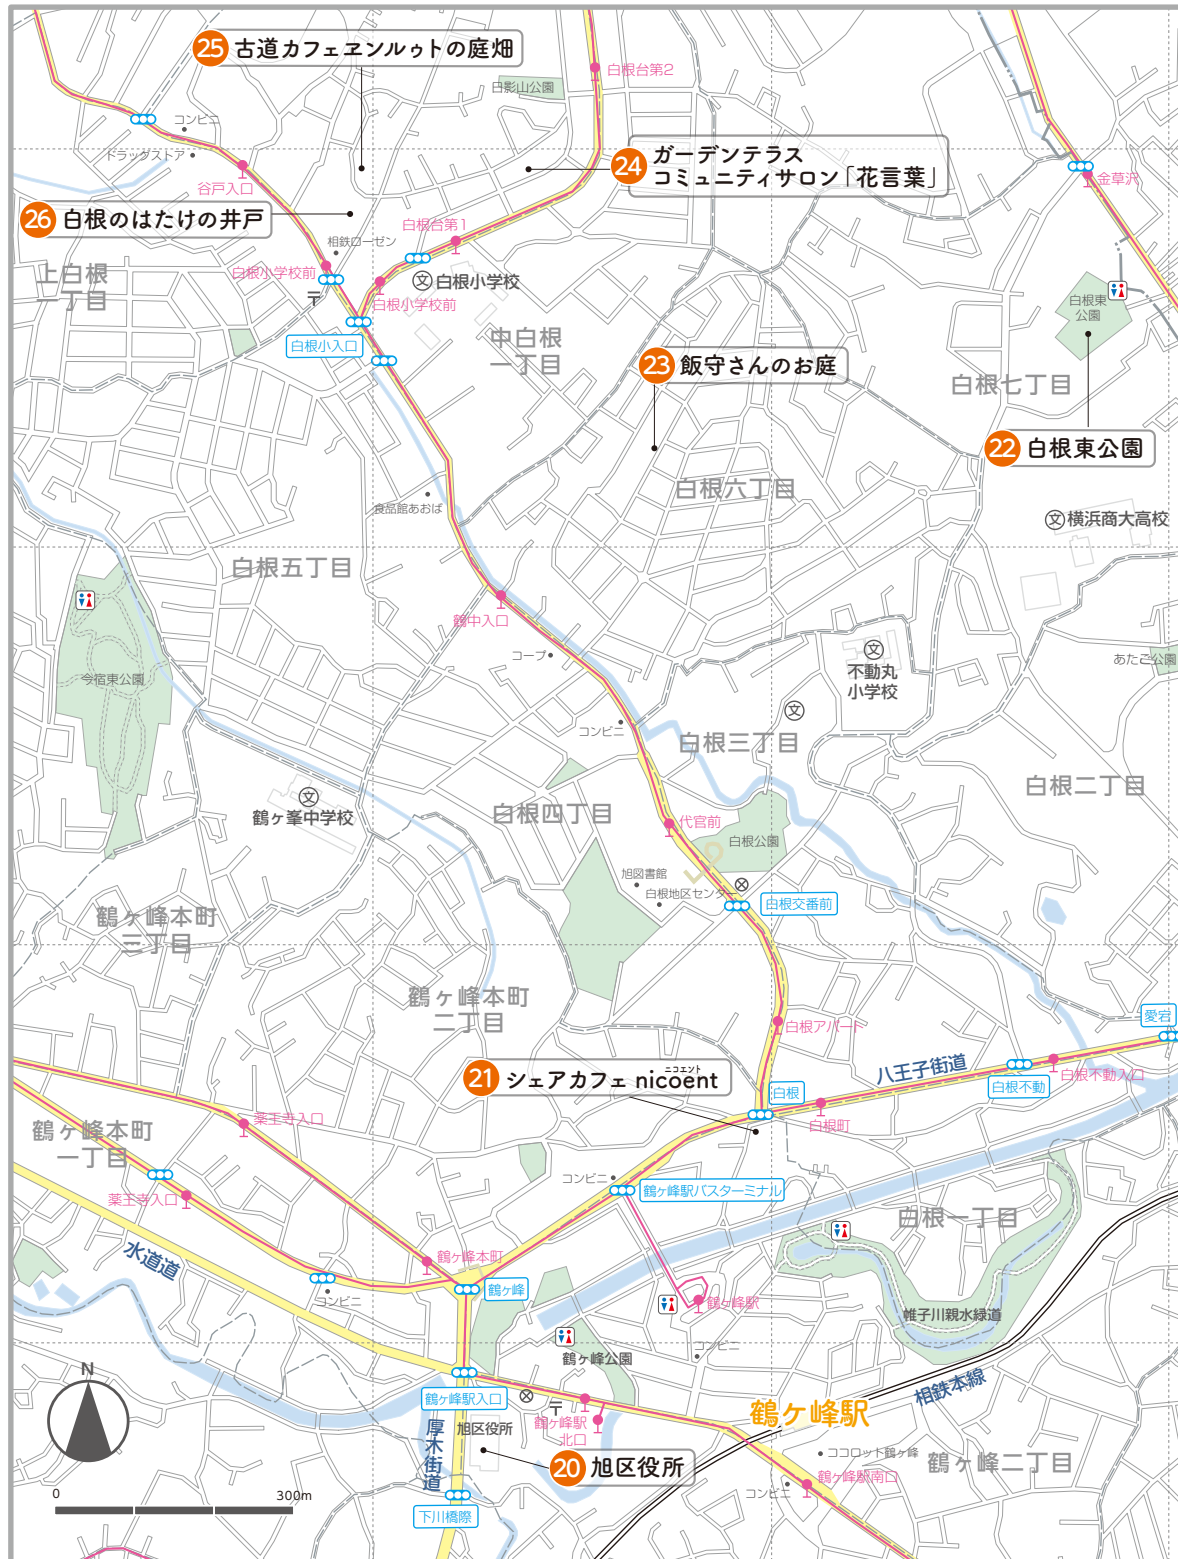 25 古道カフェヱンルゥトの庭畑
白根台第2
日影山公園
コンビニ
ドラッグストア
谷戸入口
24 ガーデンテラス
コミュニティサロン「花言葉」
金草沢
26 白根のはたけの井戸
白根台第1
相鉄ローゼン
白根小学校前
文 白根小学校
白根小学校前
上白根
一丁目
〒
白根小入口
中白根
一丁目
白根東
公園
23 飯守さんのお庭
白根七丁目
22 白根東公園
白根六丁目
食品館あおば
文 横浜商大高校
白根五丁目
鶴中入口
コープ
文
不動丸
小学校
あたご公園
今宿東公園
文
コンビニ
白根三丁目
白根二丁目
文
鶴ヶ峯中学校
白根四丁目
代官前
白根公園
旭図書館
白根地区センター
白根交番前
鶴ヶ峰本町
三丁目
鶴ヶ峰本町
二丁目
白根アパート
愛宕
八王子街道
白根不動入口
白根不動
21 シェアカフェ nicoent
ニコエント
白根
白根町
薬王寺入口
鶴ヶ峰本町
一丁目
薬王寺入口
コンビニ
鶴ヶ峰駅バスターミナル
白根一丁目
水道道
鶴ヶ峰本町
コンビニ
鶴ヶ峰
鶴ヶ峰駅
帷子川親水緑道
コンビニ
鶴ヶ峰公園
N
鶴ヶ峰駅入口
相鉄本線
鶴ヶ峰駅
〒
鶴ヶ峰駅
北口
厚木街道
旭区役所
ココロット鶴ヶ峰
鶴ヶ峰二丁目
20 旭区役所
鶴ヶ峰駅南口
コンビニ
0
300m
下川橋際